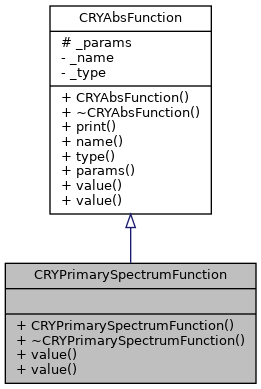 CRYAbsFunction
# _params
- _name
- _type
+ CRYAbsFunction()
+ ~CRYAbsFunction()
+ print()
+ name()
+ type()
+ params()
+ value()
+ value()
CRYPrimarySpectrumFunction
+ CRYPrimarySpectrumFunction()
+ ~CRYPrimarySpectrumFunction()
+ value()
+ value()